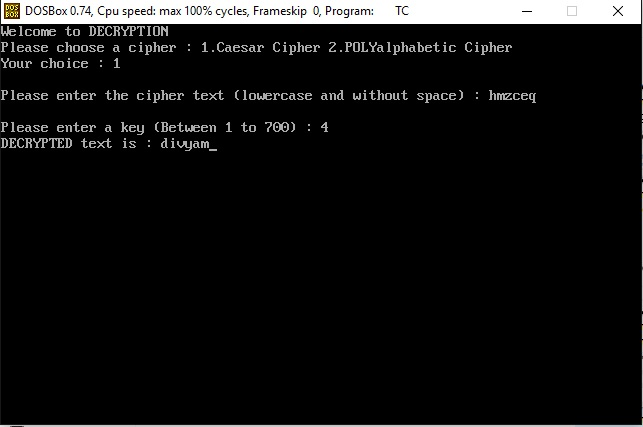 DOSBox 0.74, Cpu speed: max 100% cycles, Frameskip 0, Program: TC
Welcome to DECRYPTION
Please choose a cipher : 1.Caesar Cipher 2.POLYalphabetic Cipher
Your choice : 1
Please enter the cipher text (lowercase and without space) : hmzceq
Please enter a key (Between 1 to 700) : 4
DECRYPTED text is : divyam_